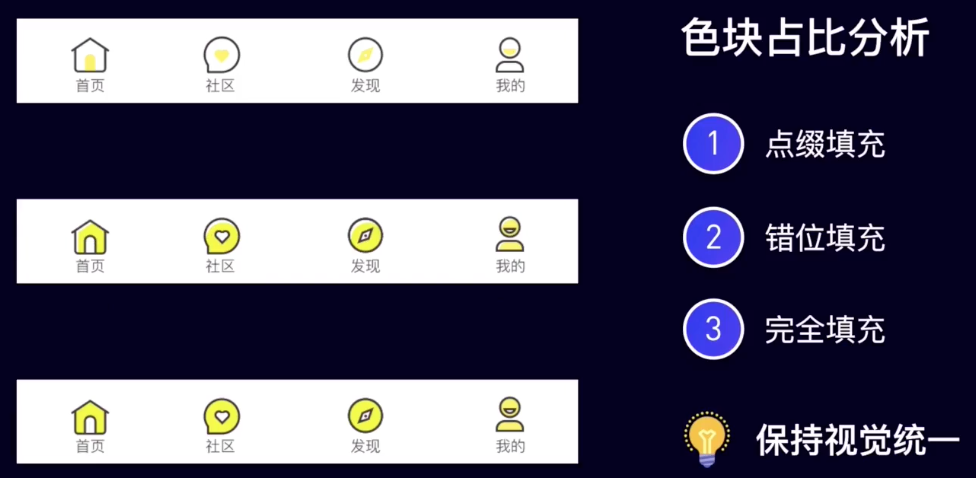 首页 社区 发现 我的
首页 社区 发现 我的
首页 社区 发现 我的
色块占比分析
1 点缀填充
2 错位填充
3 完全填充
保持视觉统一